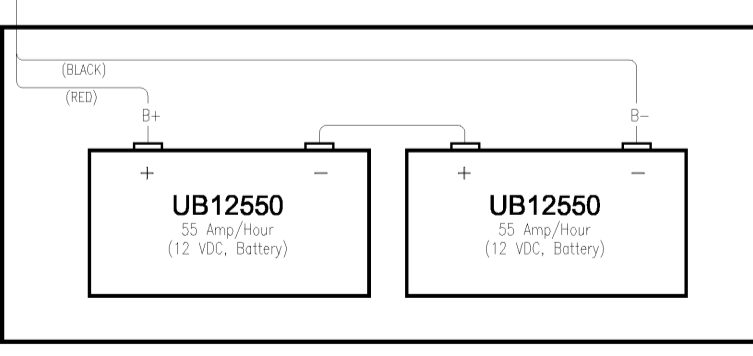 (BLACK)
(RED)
B+
B−
+
−
+
−
UB12550
55 Amp/Hour
(12 VDC, Battery)
UB12550
55 Amp/Hour
(12 VDC, Battery)